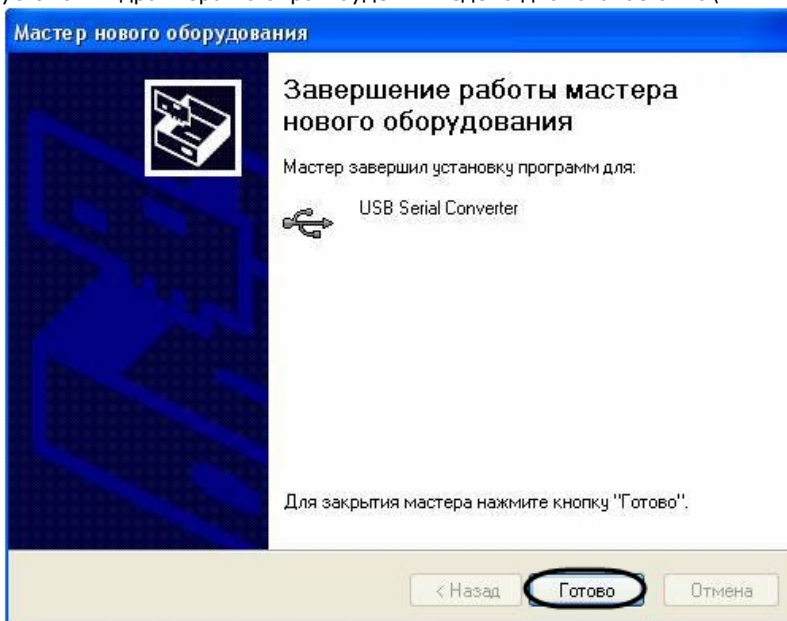 Мастер нового оборудования
Завершение работы мастера
нового оборудования
Мастер завершил установку программ для:
USB Serial Converter
Для закрытия мастера нажмите кнопку "Готово".
< Назад Готово Отмена